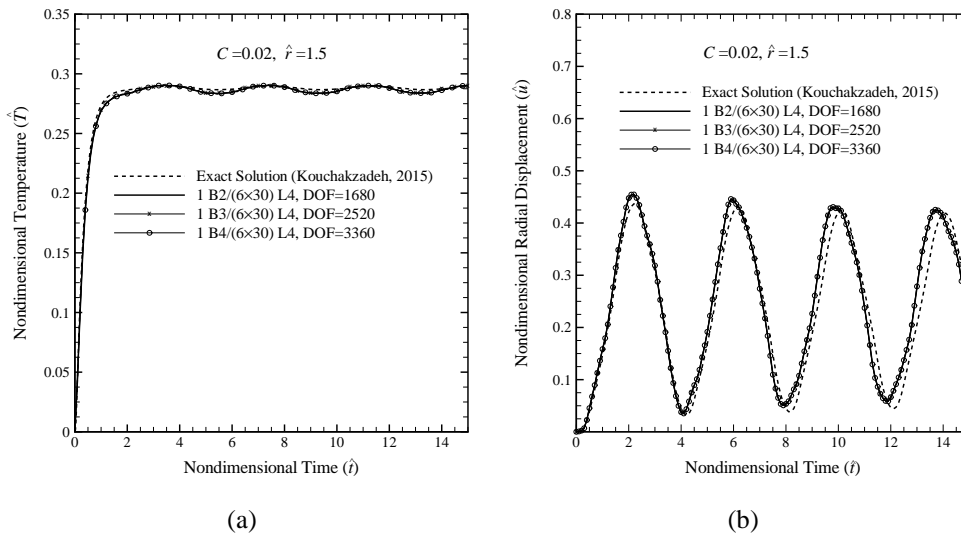 C =0.02, r̂ =1.5
Exact Solution (Kouchakzadeh, 2015)
1 B2/(6×30) L4, DOF=1680
1 B3/(6×30) L4, DOF=2520
1 B4/(6×30) L4, DOF=3360
Nondimensional Temperature (T̂)
0.35
0.3
0.25
0.2
0.15
0.1
0.05
0
0 2 4 6 8 10 12 14
Nondimensional Time (t̂)
(a)
C =0.02, r̂ =1.5
Exact Solution (Kouchakzadeh, 2015)
1 B2/(6×30) L4, DOF=1680
1 B3/(6×30) L4, DOF=2520
1 B4/(6×30) L4, DOF=3360
Nondimensional Radial Displacement (û)
0.8
0.7
0.6
0.5
0.4
0.3
0.2
0.1
0
0 2 4 6 8 10 12 14
Nondimensional Time (t̂)
(b)